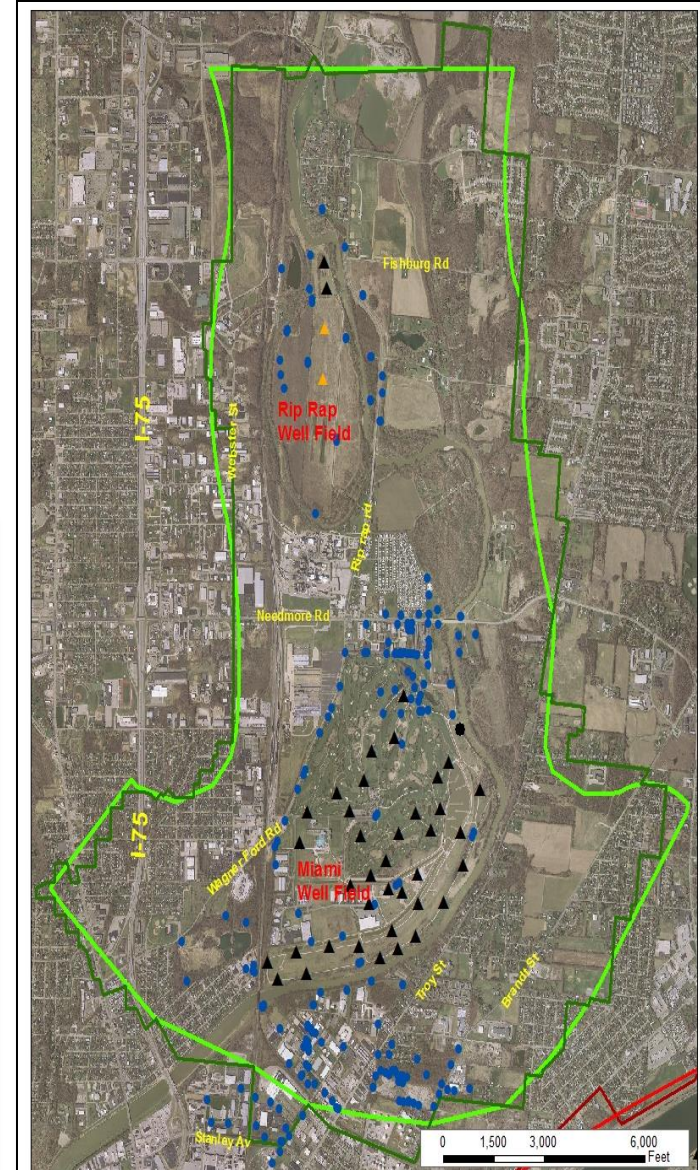 Fishburg Rd
I-75
Rip Rap
Well Field
Webster St
Rip rap rd
Needmore Rd
I-75
Wagner Ford Rd
Miami
Well Field
Troy St
Brandt St
Stanley Av
0 1,500 3,000 6,000
Feet